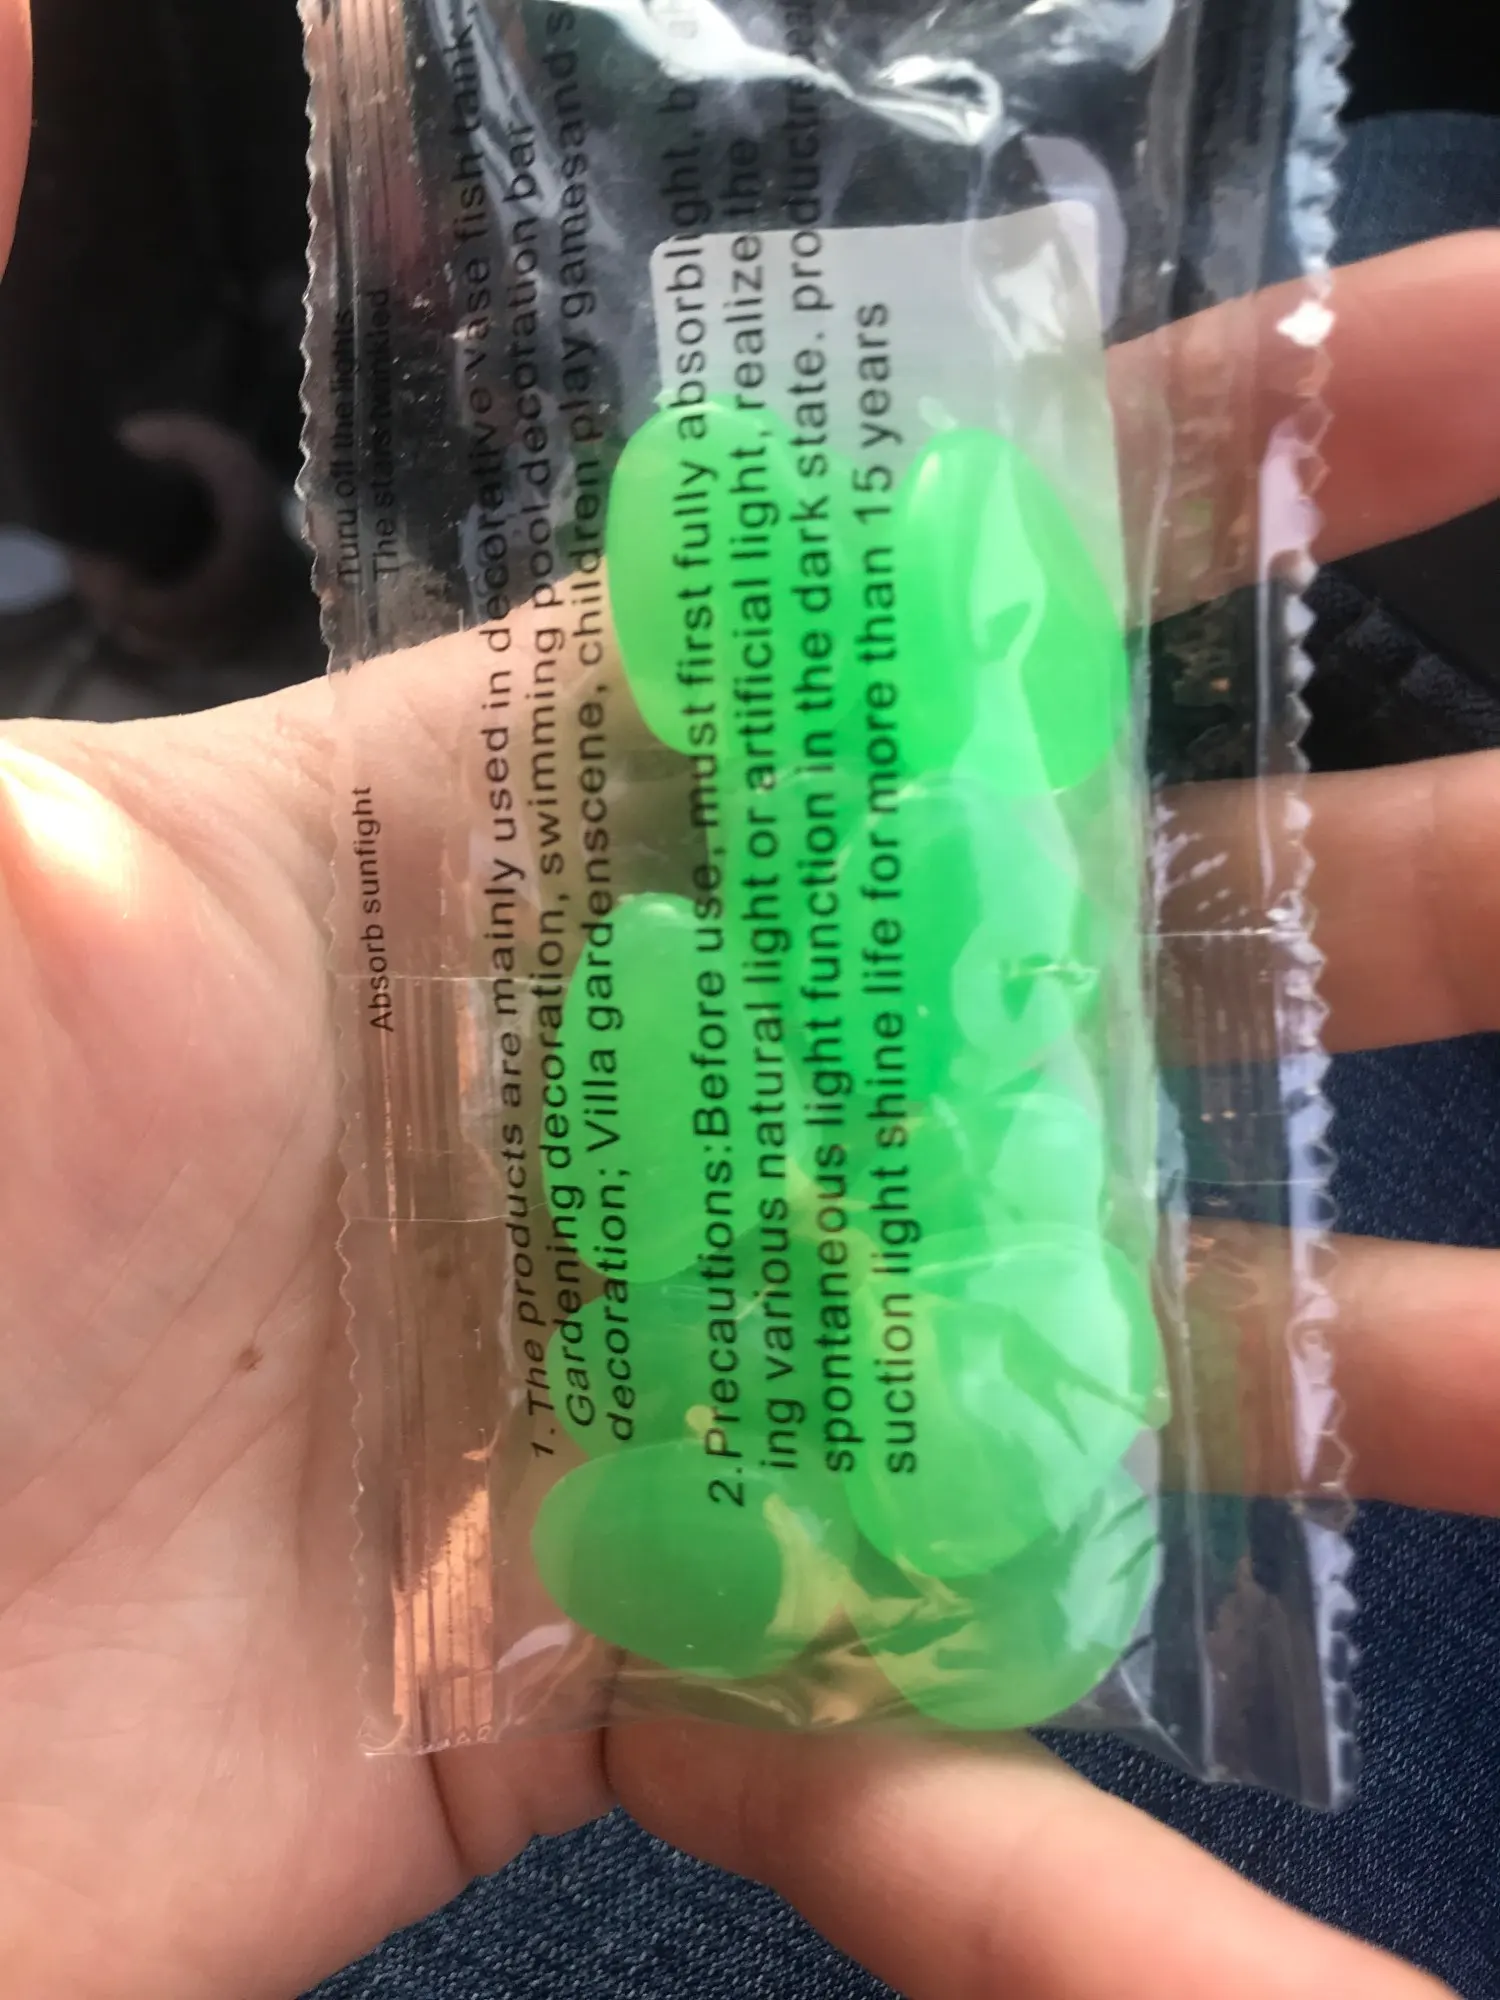 Turu off the lights
The stars twinkled
Absorb sunfight
1. The products are mainly used in decorative vase fish tank,
Gardening decoration, swimming pool decoration bar
decoration; Villa gardenscene, children play gamesand s
2.Precautions:Before use, must first fully absorblight, b
ing various natural light or artificial light, realize the
spontaneous light function in the dark state. productre
suction light shine life for more than 15 years